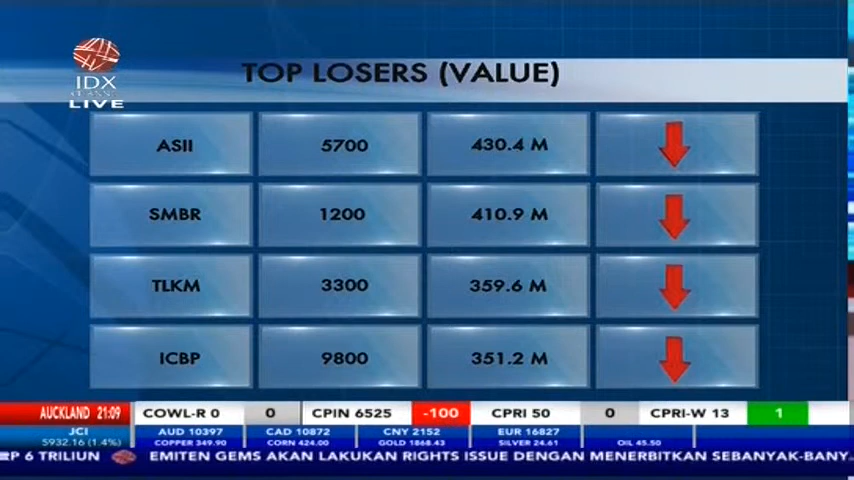 IDX
CHANNEL
LIVE
TOP LOSERS (VALUE)
ASII 5700 430.4 M
SMBR 1200 410.9 M
TLKM 3300 359.6 M
ICBP 9800 351.2 M
AUCKLAND 21:09 COWL-R 0 0 CPIN 6525 -100 CPRI 50 0 CPRI-W 13 1
JCI AUD 10397 CAD 10872 CNY 2152 EUR 16827
5932.16 (1.4%) COPPER 349.90 CORN 424.00 GOLD 1868.43 SILVER 24.61 OIL 45.50
RP 6 TRILIUN EMITEN GEMS AKAN LAKUKAN RIGHTS ISSUE DENGAN MENERBITKAN SEBANYAK-BANY